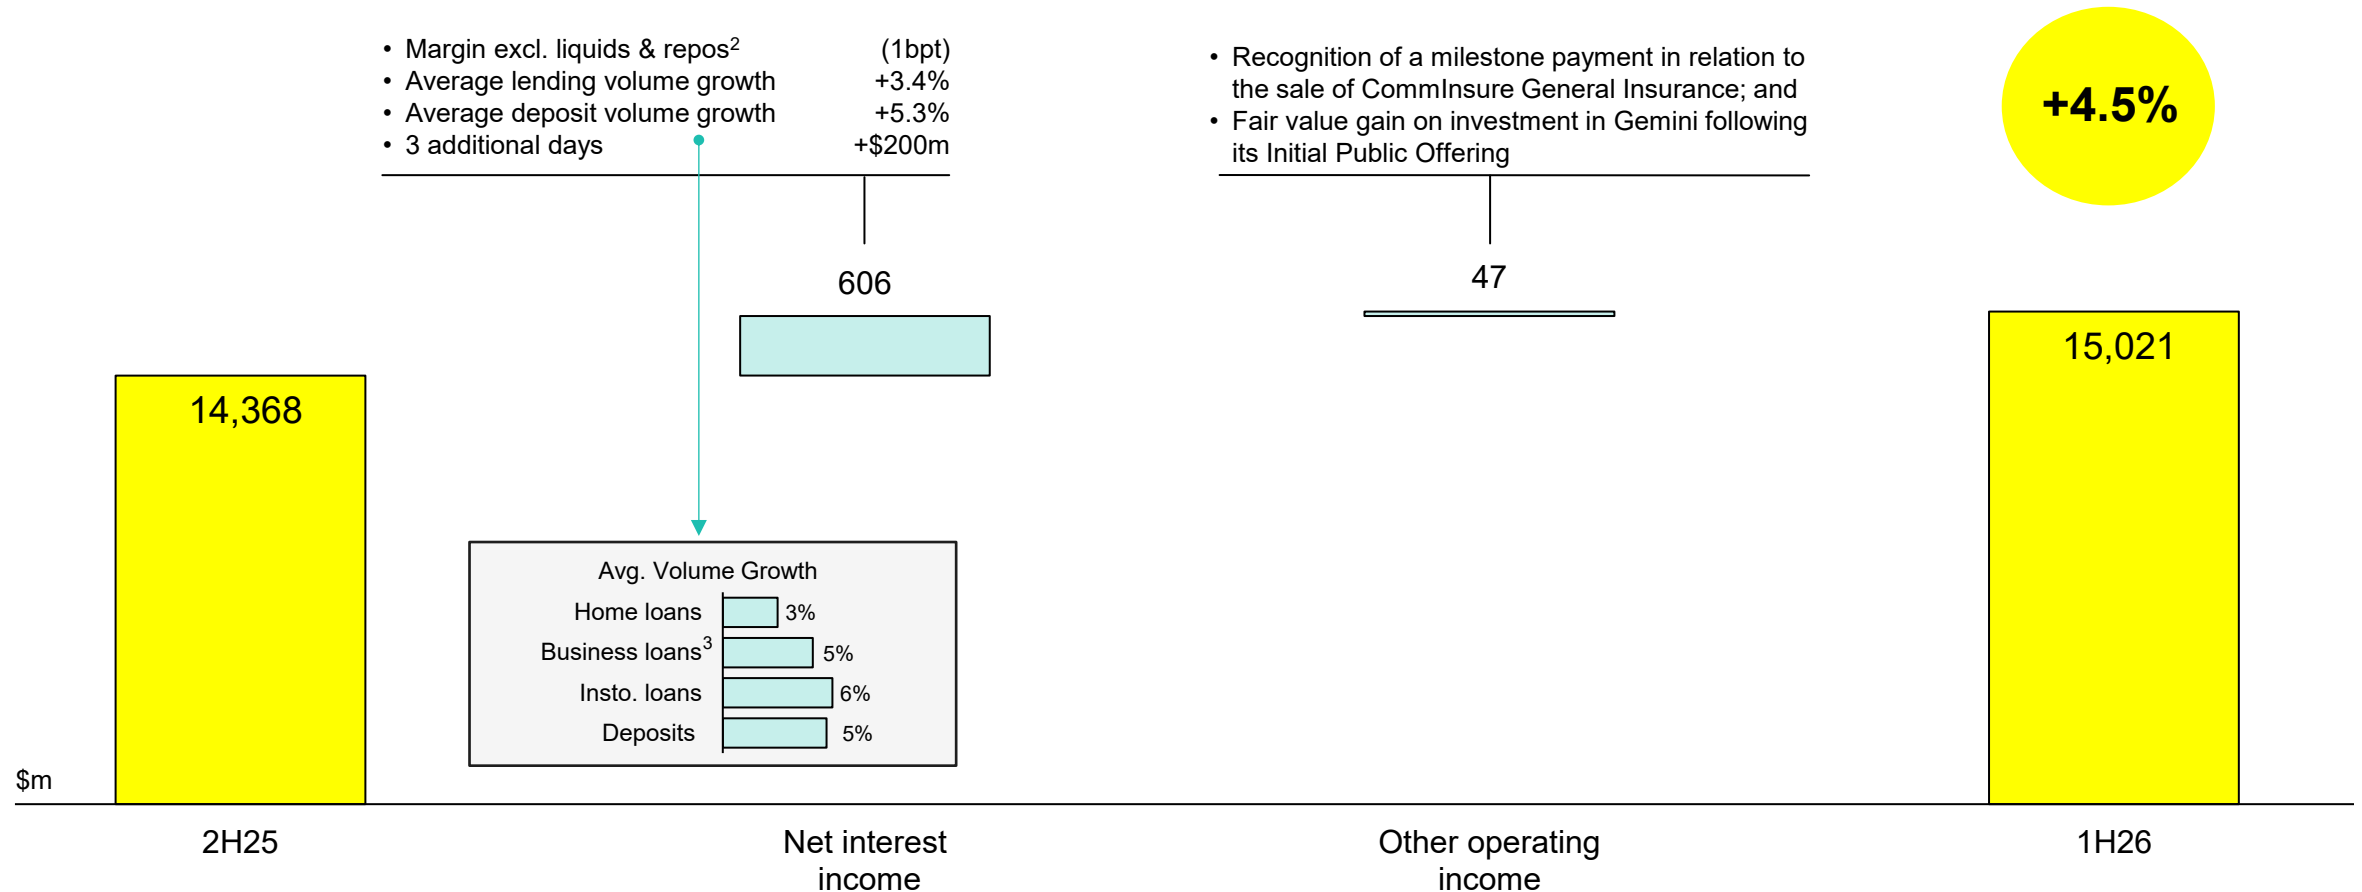 • Margin excl. liquids & repos2 (1bpt)
• Average lending volume growth +3.4%
• Average deposit volume growth +5.3%
• 3 additional days +$200m
• Recognition of a milestone payment in relation to
the sale of CommInsure General Insurance; and
• Fair value gain on investment in Gemini following
its Initial Public Offering
+4.5%
606
47
14,368
15,021
Avg. Volume Growth
Home loans 3%
Business loans3 5%
Insto. loans 6%
Deposits 5%
$m
2H25
Net interest
income
Other operating
income
1H26